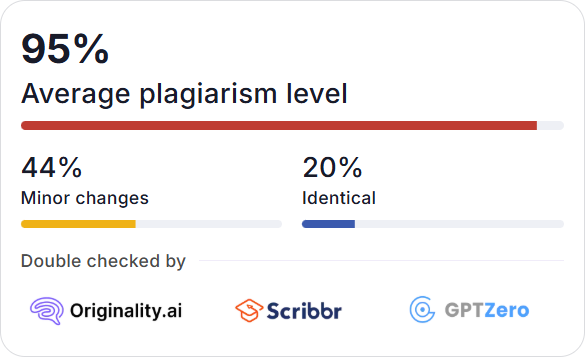 95%
Average plagiarism level
44%
20%
Minor changes
Identical
Double checked by
Originality.ai
Scribbr
GPTZero